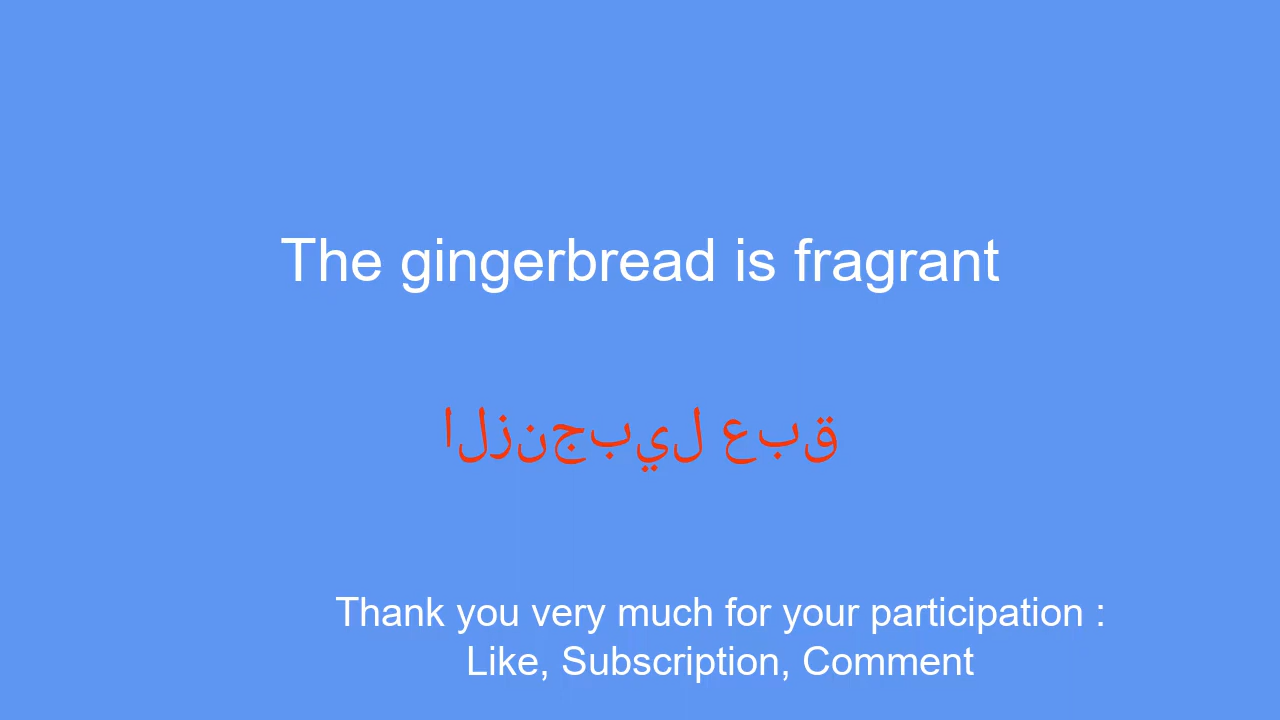 The gingerbread is fragrant
الزنجبيل عبق
Thank you very much for your participation :
Like, Subscription, Comment